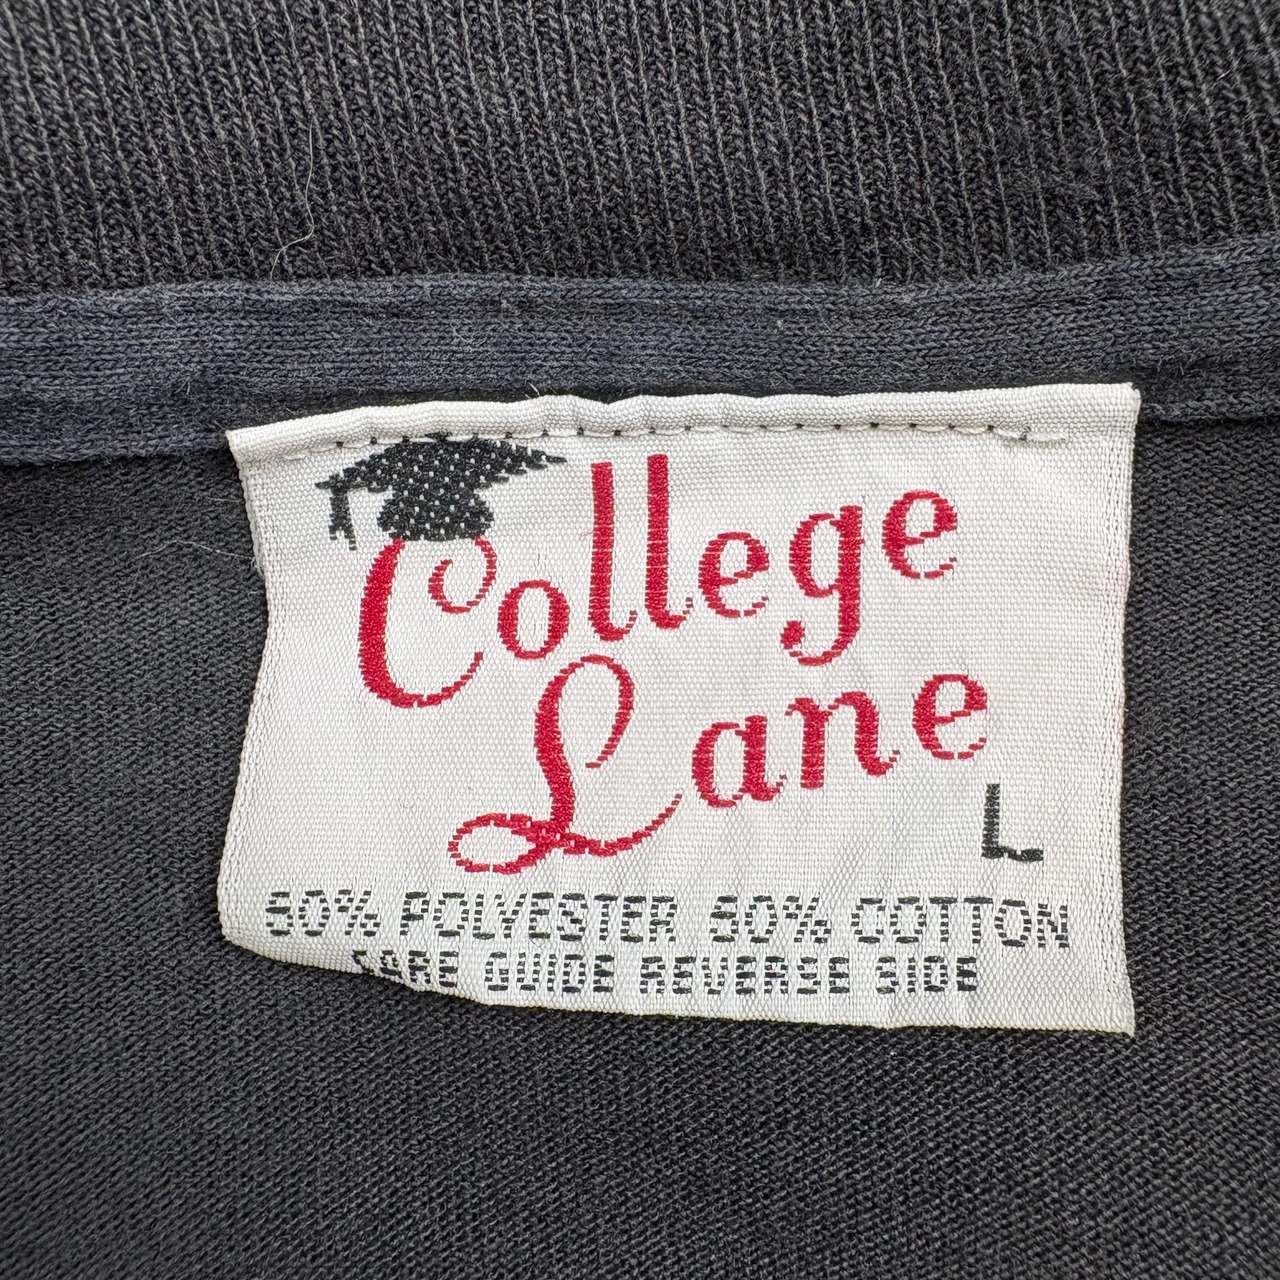 College
Lane
L
50% POLYESTER 50% COTTON
CARE GUIDE REVERSE SIDE